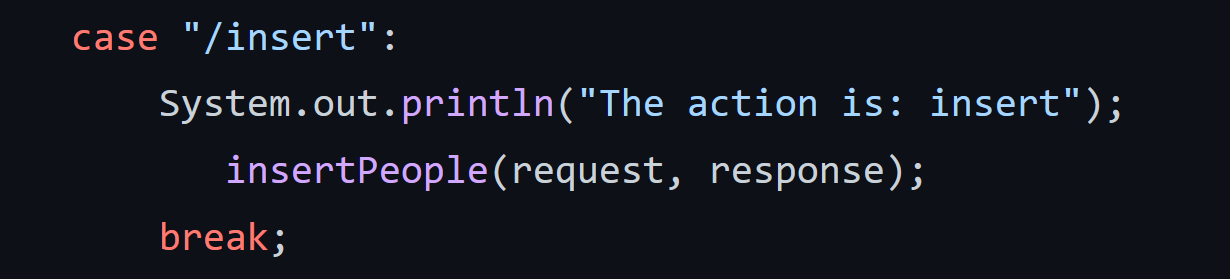 case "/insert":
System.out.println("The action is: insert");
insertPeople(request, response);
break;